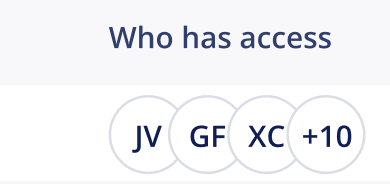 Who has access
JV GF XC +10